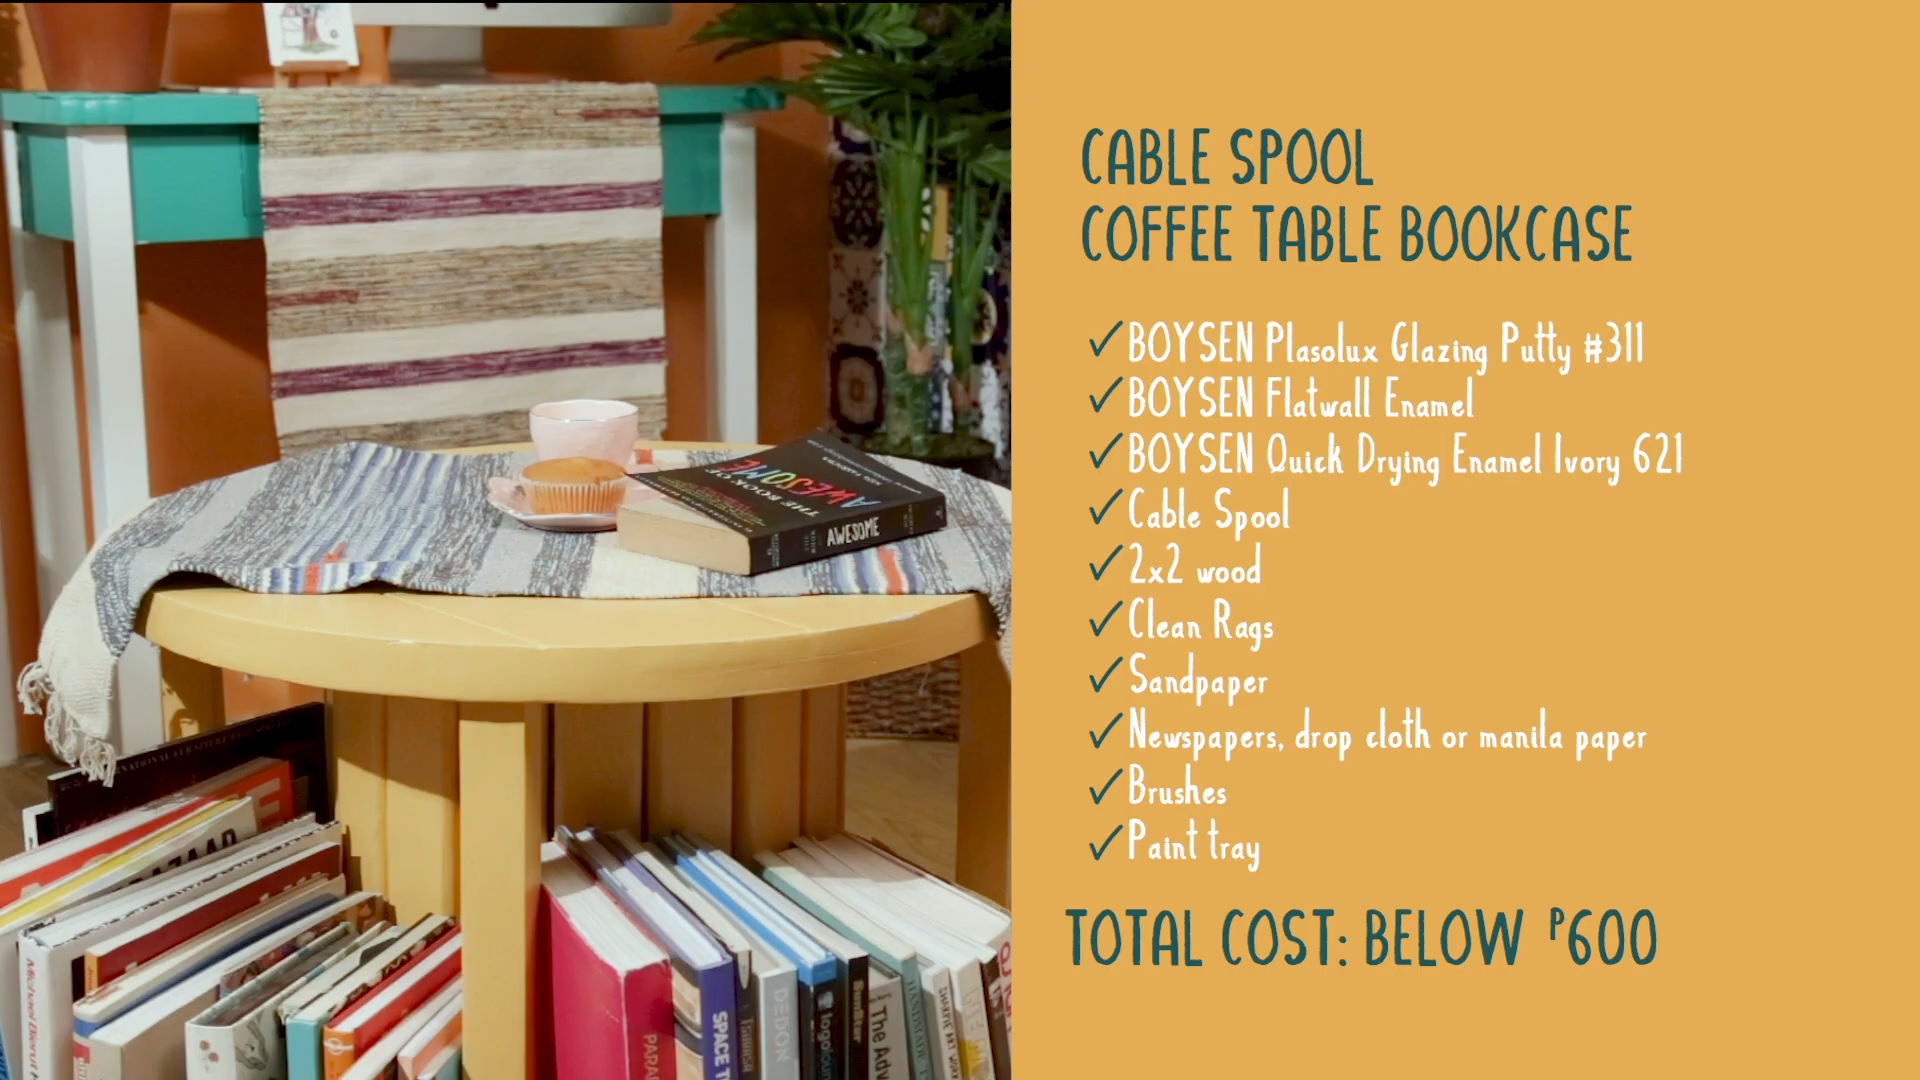 CABLE SPOOL
COFFEE TABLE BOOKCASE
✓BOYSEN Plasolux Glazing Putty #311
✓BOYSEN Flatwall Enamel
✓BOYSEN Quick Drying Enamel Ivory 621
✓Cable Spool
✓2x2 wood
✓Clean Rags
✓Sandpaper
✓Newspapers, drop cloth or manila paper
✓Brushes
✓Paint tray
TOTAL COST: BELOW ₱600
THE BOOK OF
AWESOME
AWESOME
SPACE
DEDON
The Adv